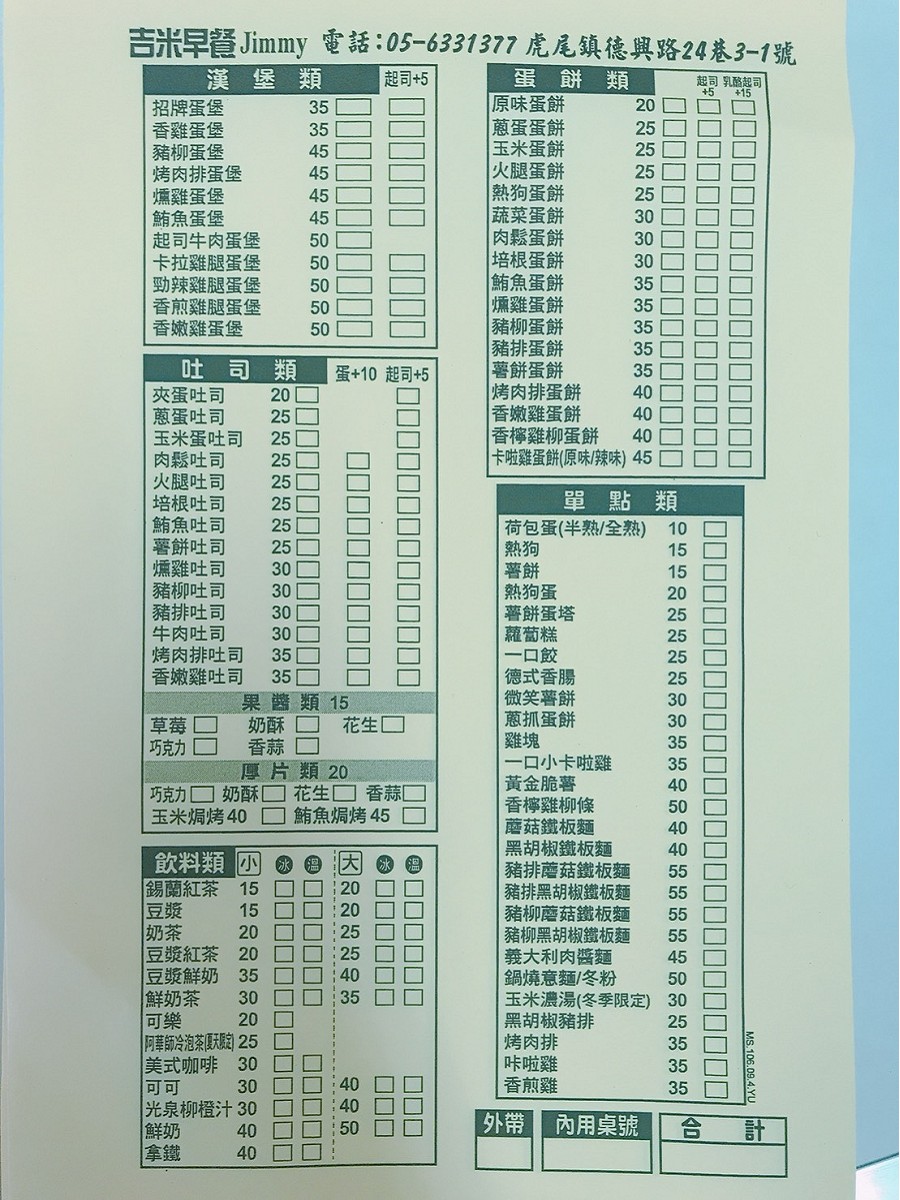 吉米早餐 Jimmy 電話:05-6331377 虎尾鎮德興路24巷3-1號
漢堡類 起司+5
招牌蛋堡 35
香雞蛋堡 35
豬柳蛋堡 45
烤肉排蛋堡 45
燻雞蛋堡 45
鮪魚蛋堡 45
起司牛肉蛋堡 50
卡拉雞腿蛋堡 50
勁辣雞腿蛋堡 50
香煎雞腿蛋堡 50
香嫩雞蛋堡 50
吐司類 蛋+10 起司+5
夾蛋吐司 20
蔥蛋吐司 25
玉米蛋吐司 25
肉鬆吐司 25
火腿吐司 25
培根吐司 25
鮪魚吐司 25
薯餅吐司 25
燻雞吐司 30
豬柳吐司 30
豬排吐司 30
牛肉吐司 30
烤肉排吐司 35
香嫩雞吐司 35
果醬類 15
草莓 奶酥 花生
巧克力 香蒜
厚片類 20
巧克力 奶酥 花生 香蒜
玉米焗烤 40 鮪魚焗烤 45
飲料類 小 冰 溫 大 冰 溫
錫蘭紅茶 15 20
豆漿 15 20
奶茶 20 25
豆漿紅茶 20 25
豆漿鮮奶 35 40
鮮奶茶 30 35
可樂 20
阿華師冷泡茶(夏天限定) 25
美式咖啡 30
可可 30 40
光泉柳橙汁 30 40
鮮奶 40 50
拿鐵 40
蛋餅類 起司+5 乳酪起司+15
原味蛋餅 20
蔥蛋蛋餅 25
玉米蛋餅 25
火腿蛋餅 25
熱狗蛋餅 25
蔬菜蛋餅 30
肉鬆蛋餅 30
培根蛋餅 30
鮪魚蛋餅 35
燻雞蛋餅 35
豬柳蛋餅 35
豬排蛋餅 35
薯餅蛋餅 35
烤肉排蛋餅 40
香嫩雞蛋餅 40
香檸雞柳蛋餅 40
卡啦雞蛋餅(原味/辣味) 45
單點類
荷包蛋(半熟/全熟) 10
熱狗 15
薯餅 15
熱狗蛋 20
薯餅蛋塔 25
蘿蔔糕 25
一口餃 25
德式香腸 25
微笑薯餅 30
蔥抓蛋餅 30
雞塊 35
一口小卡啦雞 35
黃金脆薯 40
香檸雞柳條 50
蘑菇鐵板麵 40
黑胡椒鐵板麵 40
豬排蘑菇鐵板麵 55
豬排黑胡椒鐵板麵 55
豬柳蘑菇鐵板麵 55
豬柳黑胡椒鐵板麵 55
義大利肉醬麵 45
鍋燒意麵/冬粉 50
玉米濃湯(冬季限定) 30
黑胡椒豬排 25
烤肉排 35
咔啦雞 35
香煎雞 35
MS.106.09.4.YU
外帶 內用桌號 合計